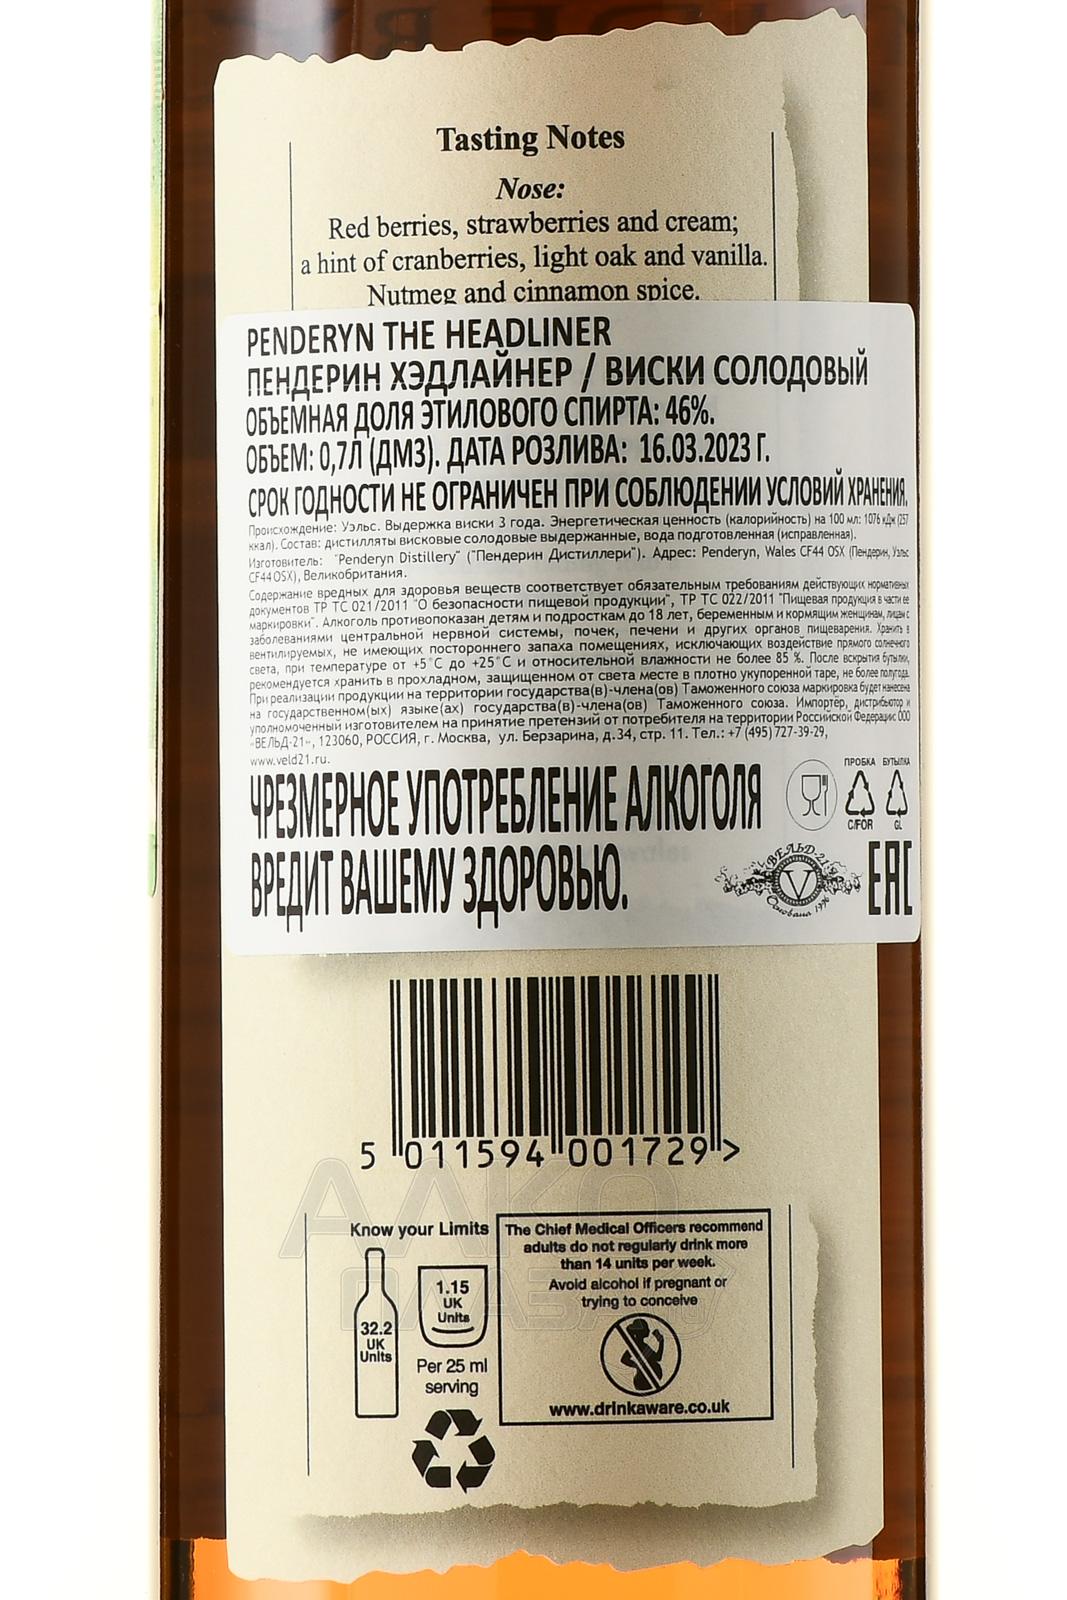 Tasting Notes
Nose:
Red berries, strawberries and cream;
a hint of cranberries, light oak and vanilla.
Nutmeg and cinnamon spice.
PENDERYN THE HEADLINER
ПЕНДЕРИН ХЭДЛАЙНЕР / ВИСКИ СОЛОДОВЫЙ
ОБЪЕМНАЯ ДОЛЯ ЭТИЛОВОГО СПИРТА: 46%.
ОБЪЕМ: 0,7Л (ДМ3). ДАТА РОЗЛИВА: 16.03.2023 Г.
СРОК ГОДНОСТИ НЕ ОГРАНИЧЕН ПРИ СОБЛЮДЕНИИ УСЛОВИЙ ХРАНЕНИЯ.
Происхождение: Уэльс. Выдержка виски 3 года. Энергетическая ценность (калорийность) на 100 мл: 1076 кДж (257
ккал). Состав: дистилляты висковые солодовые выдержанные, вода подготовленная (исправленная).
Изготовитель: "Penderyn Distillery" ("Пендерин Дистиллери"). Адрес: Penderyn, Wales CF44 OSX (Пендерин, Уэльс
CF44 OSX), Великобритания.
Содержание вредных для здоровья веществ соответствует обязательным требованиям действующих нормативных
документов ТР ТС 021/2011 "О безопасности пищевой продукции", ТР ТС 022/2011 "Пищевая продукция в части ее
маркировки". Алкоголь противопоказан детям и подросткам до 18 лет, беременным и кормящим женщинам, лицам с
заболеваниями центральной нервной системы, почек, печени и других органов пищеварения. Хранить в
вентилируемых, не имеющих постороннего запаха помещениях, исключающих воздействие прямого солнечного
света, при температуре от +5°С до +25°С и относительной влажности не более 85 %. После вскрытия бутылки,
рекомендуется хранить в прохладном, защищенном от света месте в плотно укупоренной таре, не более полугода.
При реализации продукции на территории государства(в)-члена(ов) Таможенного союза маркировка будет нанесена
на государственном(ых) языке(ах) государства(в)-члена(ов) Таможенного союза. Импортёр, дистрибьютор и
уполномоченный изготовителем на принятие претензий от потребителя на территории Российской Федерации: ООО
«ВЕЛЬД-21», 123060, РОССИЯ, г. Москва, ул. Берзарина, д.34, стр. 11. Тел.: +7 (495) 727-39-29,
www.veld21.ru.
ЧРЕЗМЕРНОЕ УПОТРЕБЛЕНИЕ АЛКОГОЛЯ
ВРЕДИТ ВАШЕМУ ЗДОРОВЬЮ.
ПРОБКА БУТЫЛКА
C/FOR GL
ВЕЛЬД-21
V
Основана 1996
EAC
5 011594 001729 >
Know your Limits
32.2
UK
Units
1.15
UK
Units
Per 25 ml
serving
The Chief Medical Officers recommend
adults do not regularly drink more
than 14 units per week.
Avoid alcohol if pregnant or
trying to conceive
www.drinkaware.co.uk
АЛКО
ПЛАЗА